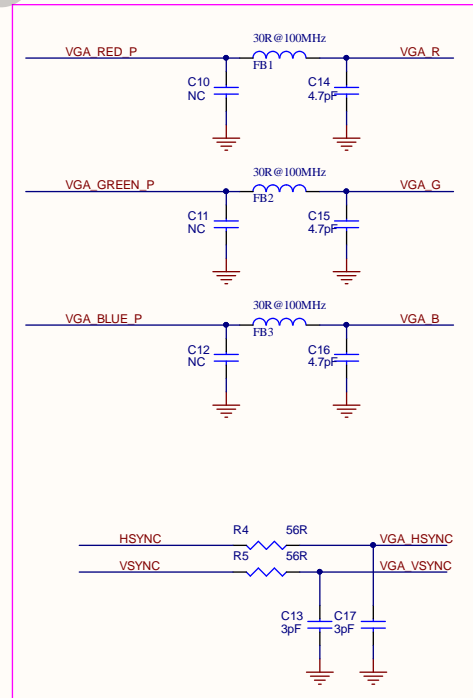 30R@100MHz
VGA_RED_P
VGA_R
FB1
C10
NC
C14
4.7pF
30R@100MHz
VGA_GREEN_P
VGA_G
FB2
C11
NC
C15
4.7pF
30R@100MHz
VGA_BLUE_P
VGA_B
FB3
C12
NC
C16
4.7pF
R4 56R
HSYNC
VGA_HSYNC
R5 56R
VSYNC
VGA_VSYNC
C13
3pF
C17
3pF